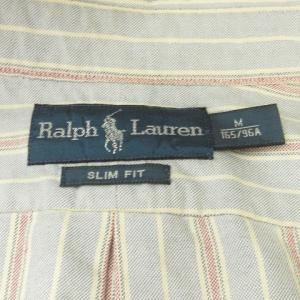 Ralph Lauren
M
165/96A
SLIM FIT